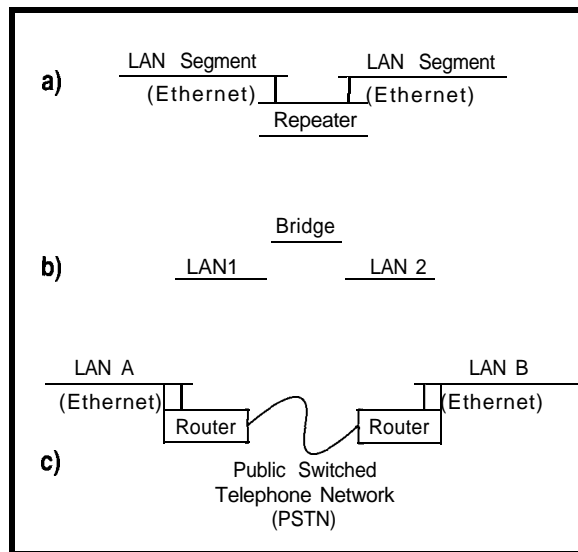 a)
LAN Segment
LAN Segment
(Ethernet)
(Ethernet)
Repeater
b)
Bridge
LAN1
LAN 2
LAN A
LAN B
(Ethernet)
(Ethernet)
Router
Router
c)
Public Switched
Telephone Network
(PSTN)